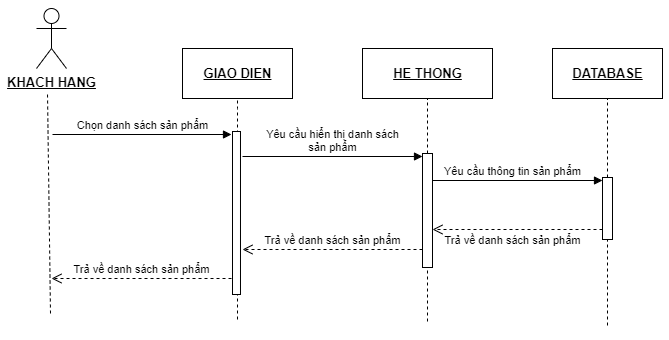 KHACH HANG
GIAO DIEN
HE THONG
DATABASE
Chọn danh sách sản phẩm
Yêu cầu hiển thị danh sách
sản phẩm
Yêu cầu thông tin sản phẩm
Trả về danh sách sản phẩm
Trả về danh sách sản phẩm
Trả về danh sách sản phẩm